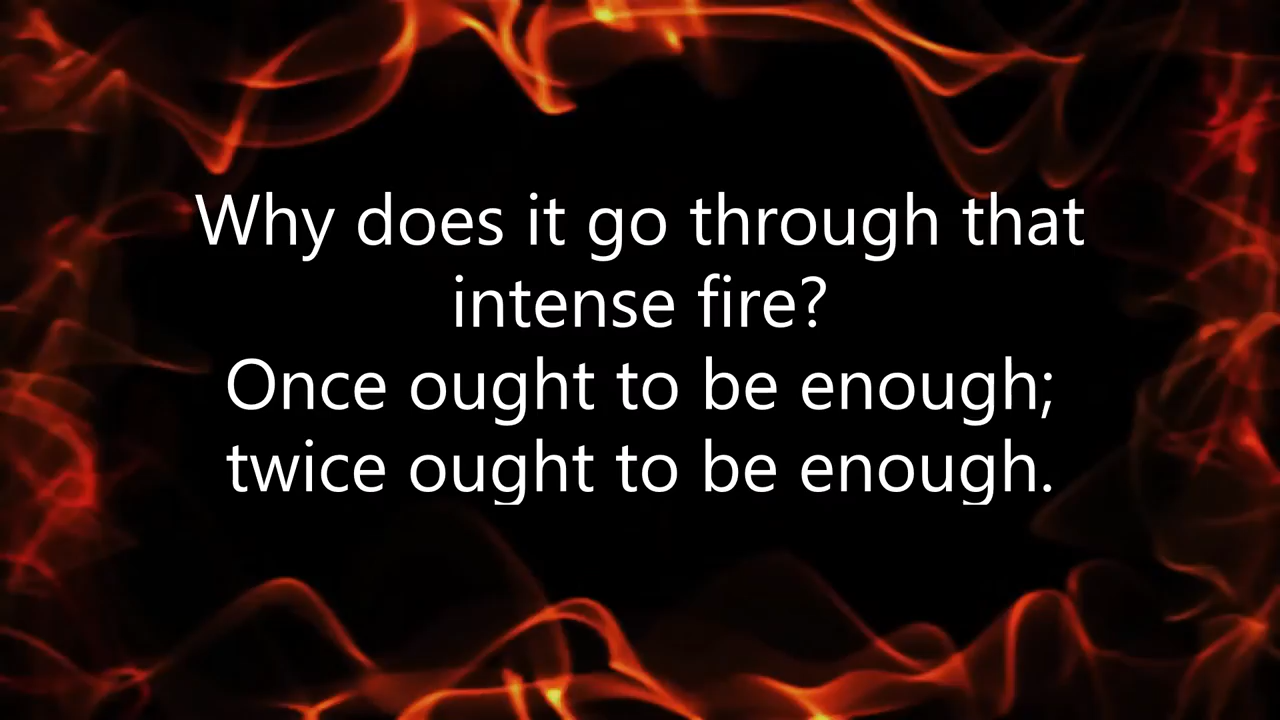 Why does it go through that
intense fire?
Once ought to be enough;
twice ought to be enough.